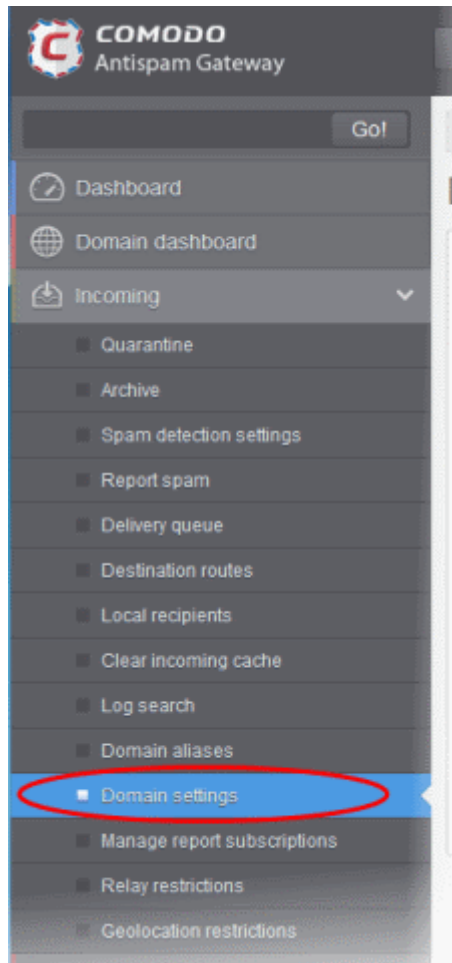 COMODO
Antispam Gateway
Go!
Dashboard
Domain dashboard
Incoming
Quarantine
Archive
Spam detection settings
Report spam
Delivery queue
Destination routes
Local recipients
Clear incoming cache
Log search
Domain aliases
Domain settings
Manage report subscriptions
Relay restrictions
Geolocation restrictions